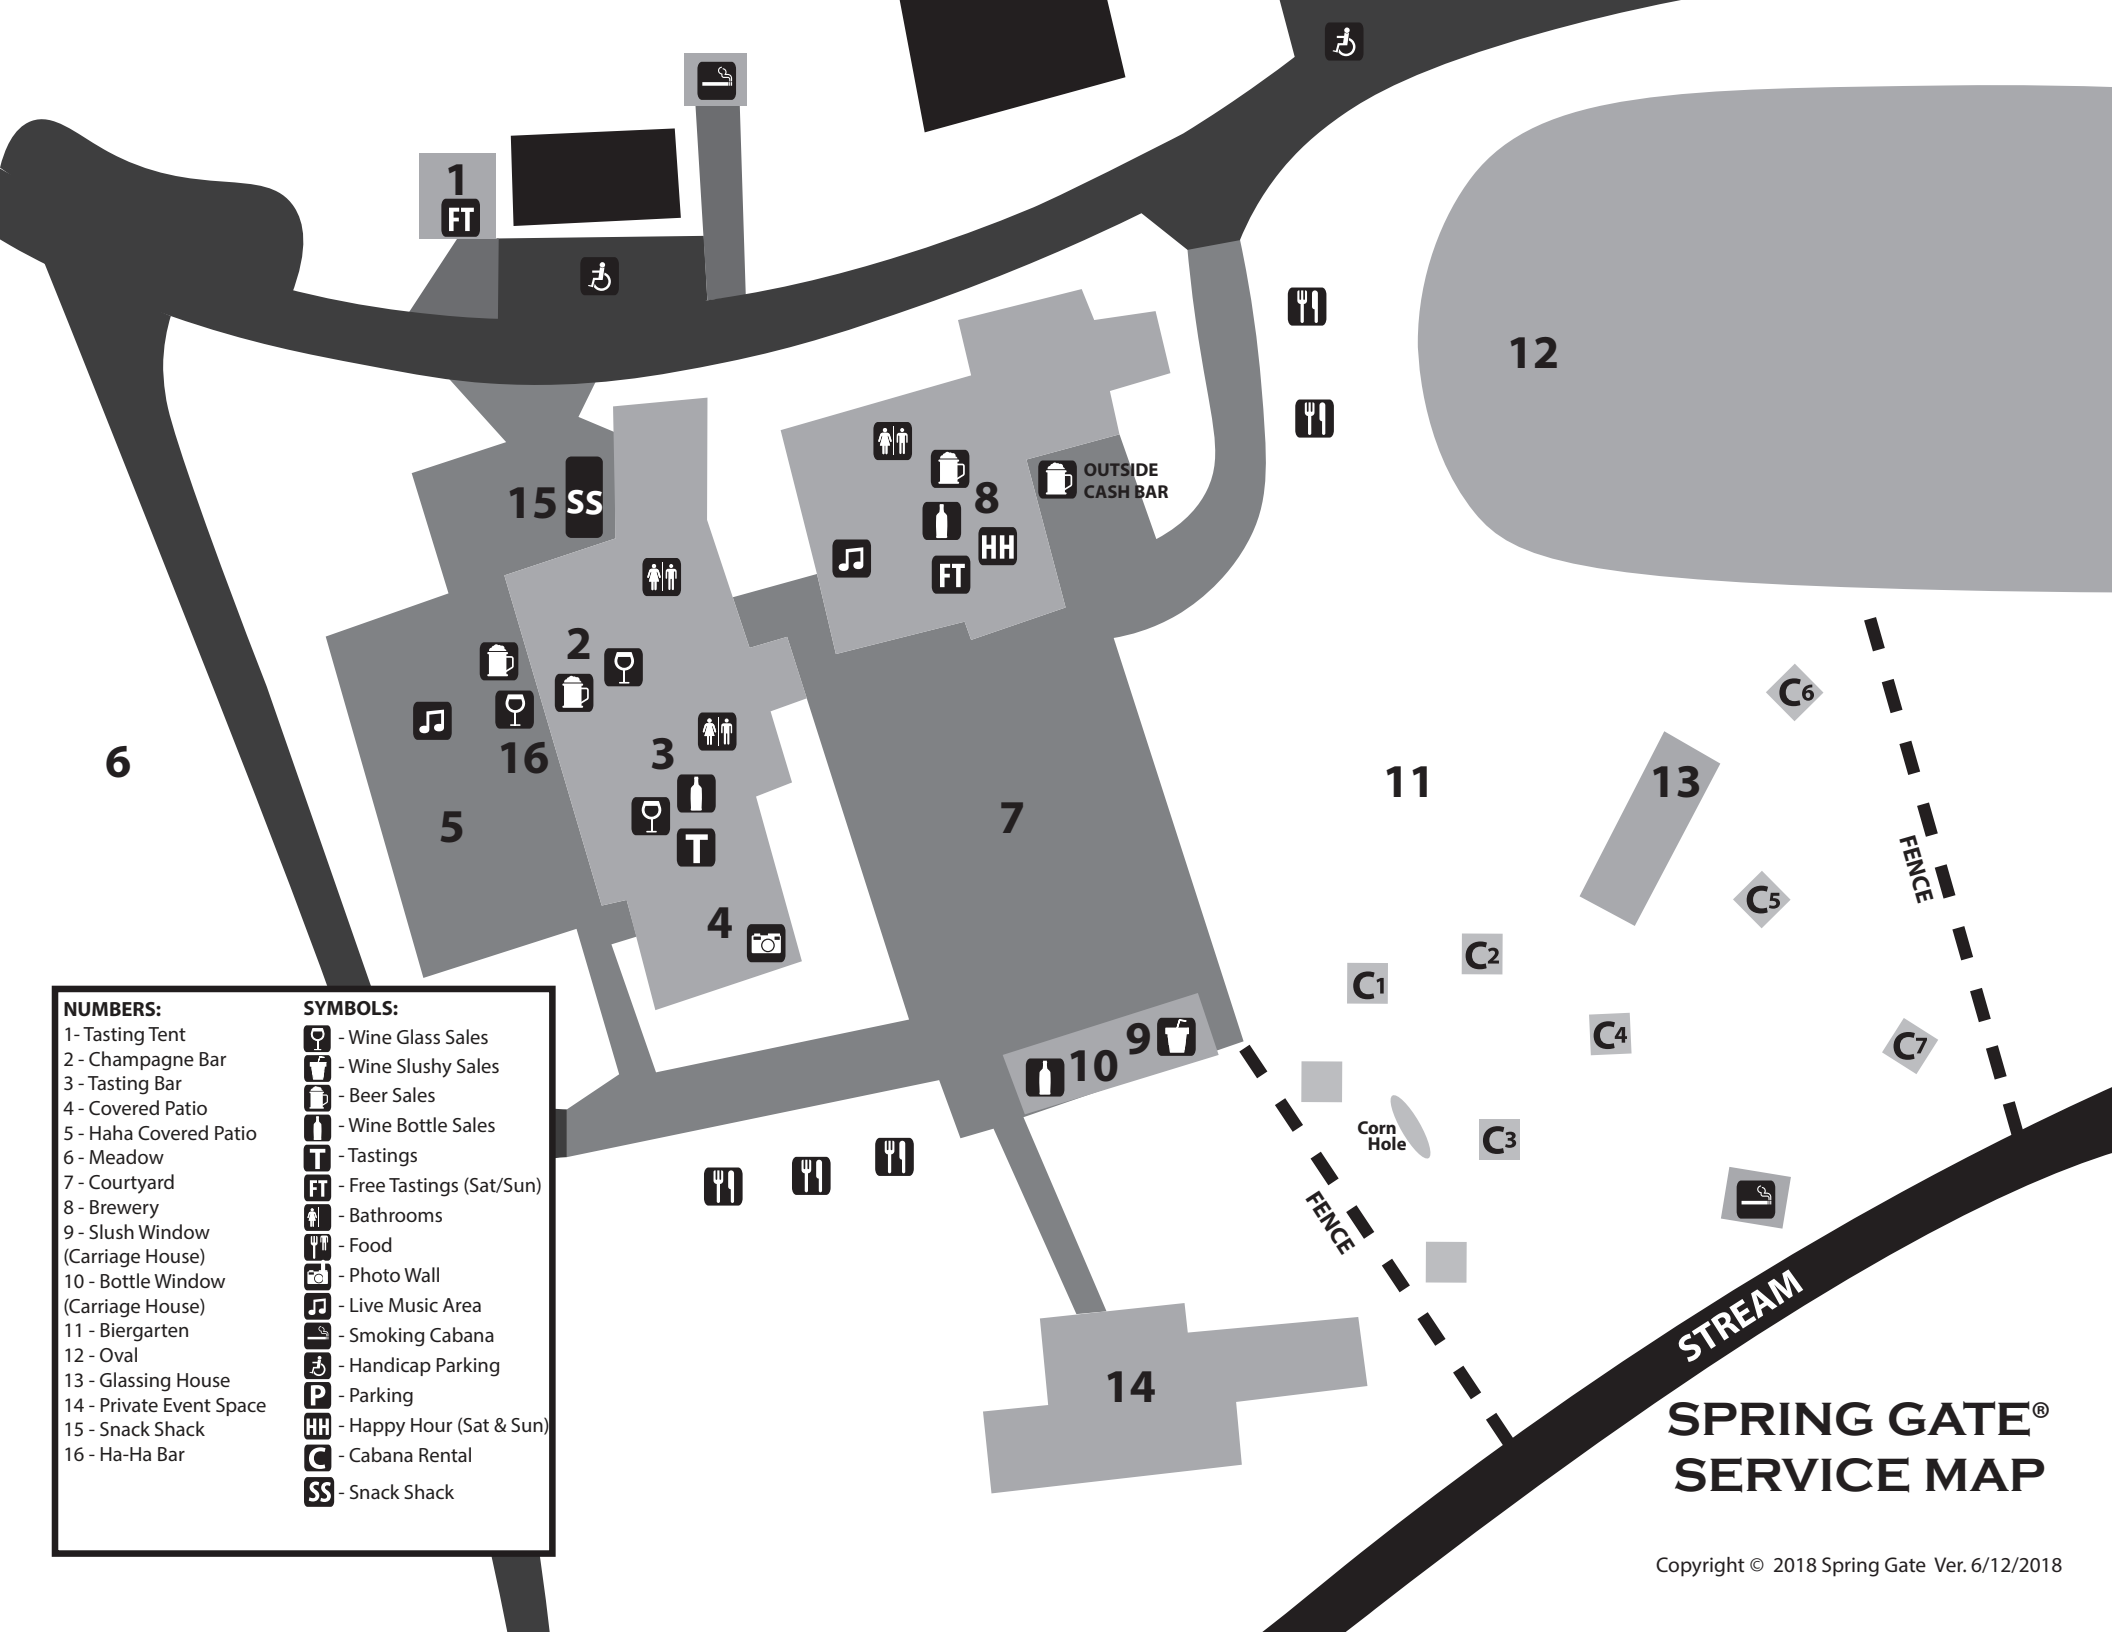 1
FT
12
OUTSIDE
CASH BAR
15
SS
8
HH
FT
2
16
3
T
6
5
7
4
11
13
C6
C5
C2
C1
C4
C7
C3
FENCE
9
10
Corn
Hole
FENCE
14
STREAM
NUMBERS:
1- Tasting Tent
2 - Champagne Bar
3 - Tasting Bar
4 - Covered Patio
5 - Haha Covered Patio
6 - Meadow
7 - Courtyard
8 - Brewery
9 - Slush Window
(Carriage House)
10 - Bottle Window
(Carriage House)
11 - Biergarten
12 - Oval
13 - Glassing House
14 - Private Event Space
15 - Snack Shack
16 - Ha-Ha Bar
SYMBOLS:
- Wine Glass Sales
- Wine Slushy Sales
- Beer Sales
- Wine Bottle Sales
T - Tastings
FT - Free Tastings (Sat/Sun)
- Bathrooms
- Food
- Photo Wall
- Live Music Area
- Smoking Cabana
- Handicap Parking
P - Parking
HH - Happy Hour (Sat & Sun)
C - Cabana Rental
SS - Snack Shack
SPRING GATE®
SERVICE MAP
Copyright © 2018 Spring Gate Ver. 6/12/2018